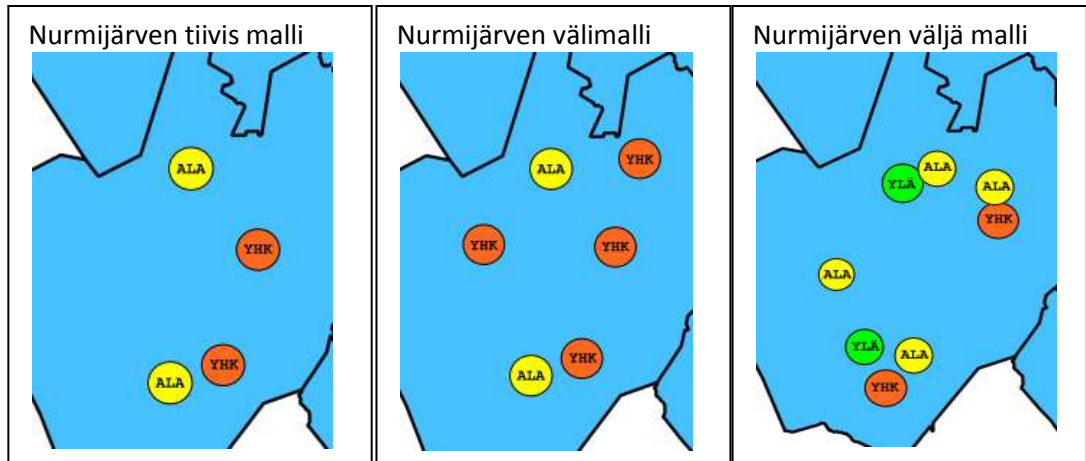 Nurmijärven tiivis malli
ALA
YHK
YHK
ALA
Nurmijärven välimalli
YHK
ALA
YHK
YHK
YHK
ALA
Nurmijärven väljä malli
ALA
YLÄ
ALA
YHK
ALA
YLÄ
ALA
YHK